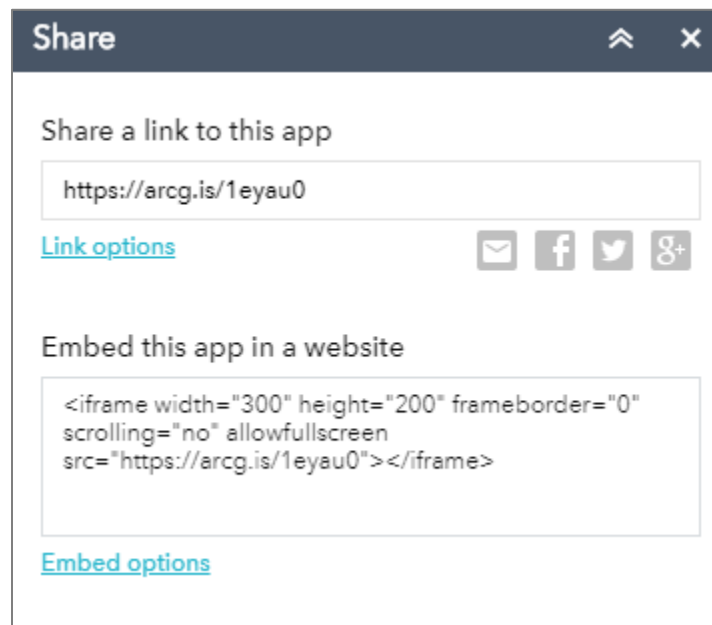 Share
Share a link to this app
https://arcg.is/1eyau0
Link options
Embed this app in a website
<iframe width="300" height="200" frameborder="0"
scrolling="no" allowfullscreen
src="https://arcg.is/1eyau0"></iframe>
Embed options